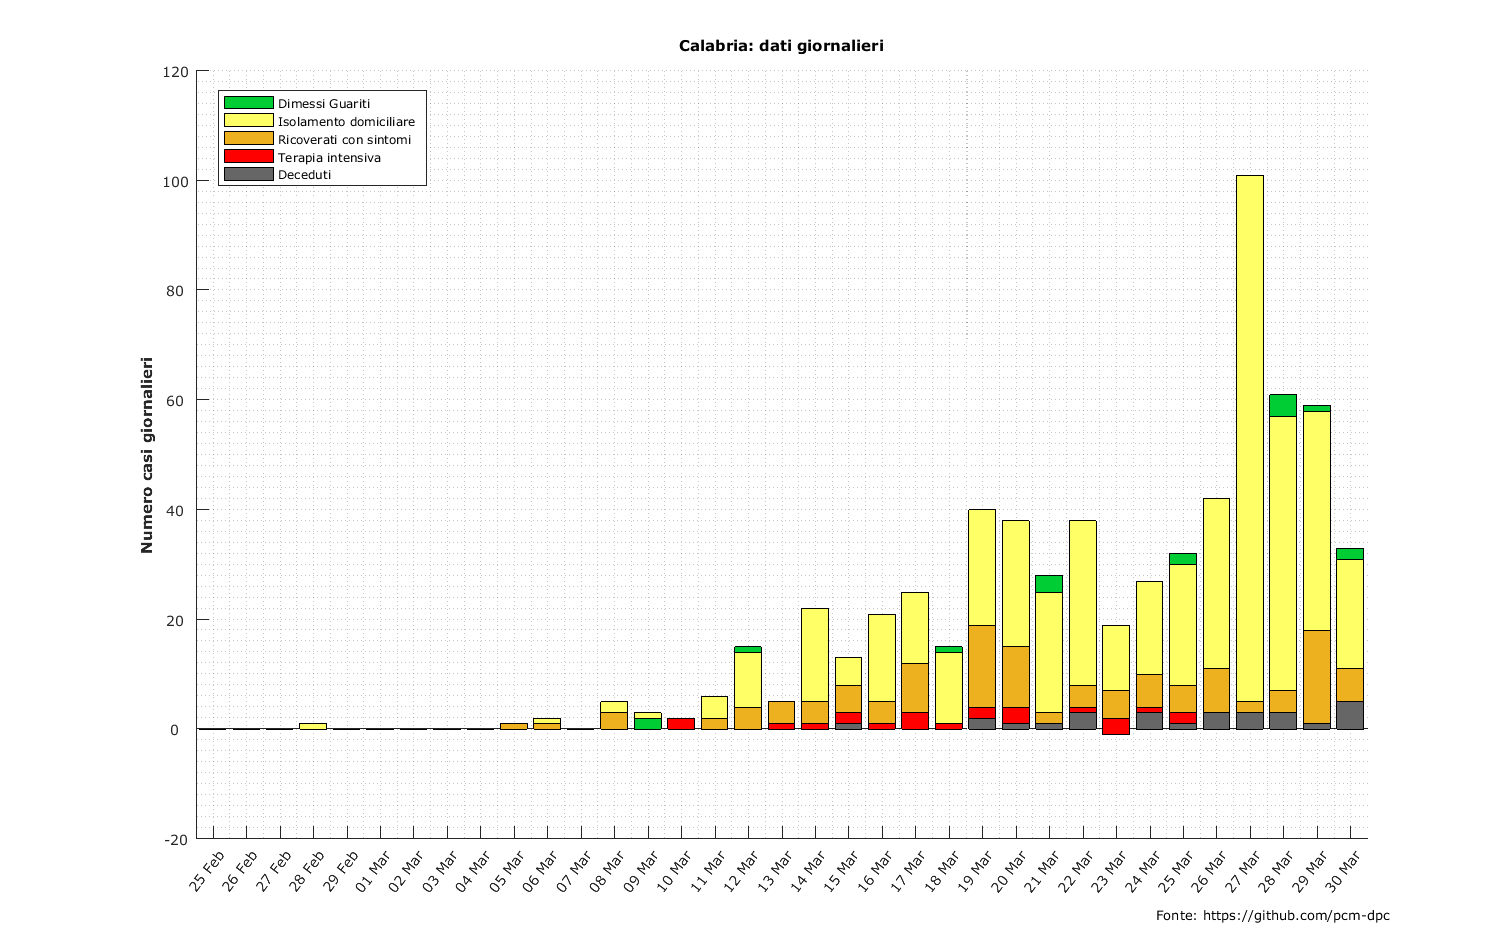 Calabria: dati giornalieri
120
100
80
60
40
20
0
-20
Numero casi giornalieri
Dimessi Guariti
Isolamento domiciliare
Ricoverati con sintomi
Terapia intensiva
Deceduti
25 Feb
26 Feb
27 Feb
28 Feb
29 Feb
01 Mar
02 Mar
03 Mar
04 Mar
05 Mar
06 Mar
07 Mar
08 Mar
09 Mar
10 Mar
11 Mar
12 Mar
13 Mar
14 Mar
15 Mar
16 Mar
17 Mar
18 Mar
19 Mar
20 Mar
21 Mar
22 Mar
23 Mar
24 Mar
25 Mar
26 Mar
27 Mar
28 Mar
29 Mar
30 Mar
Fonte: https://github.com/pcm-dpc